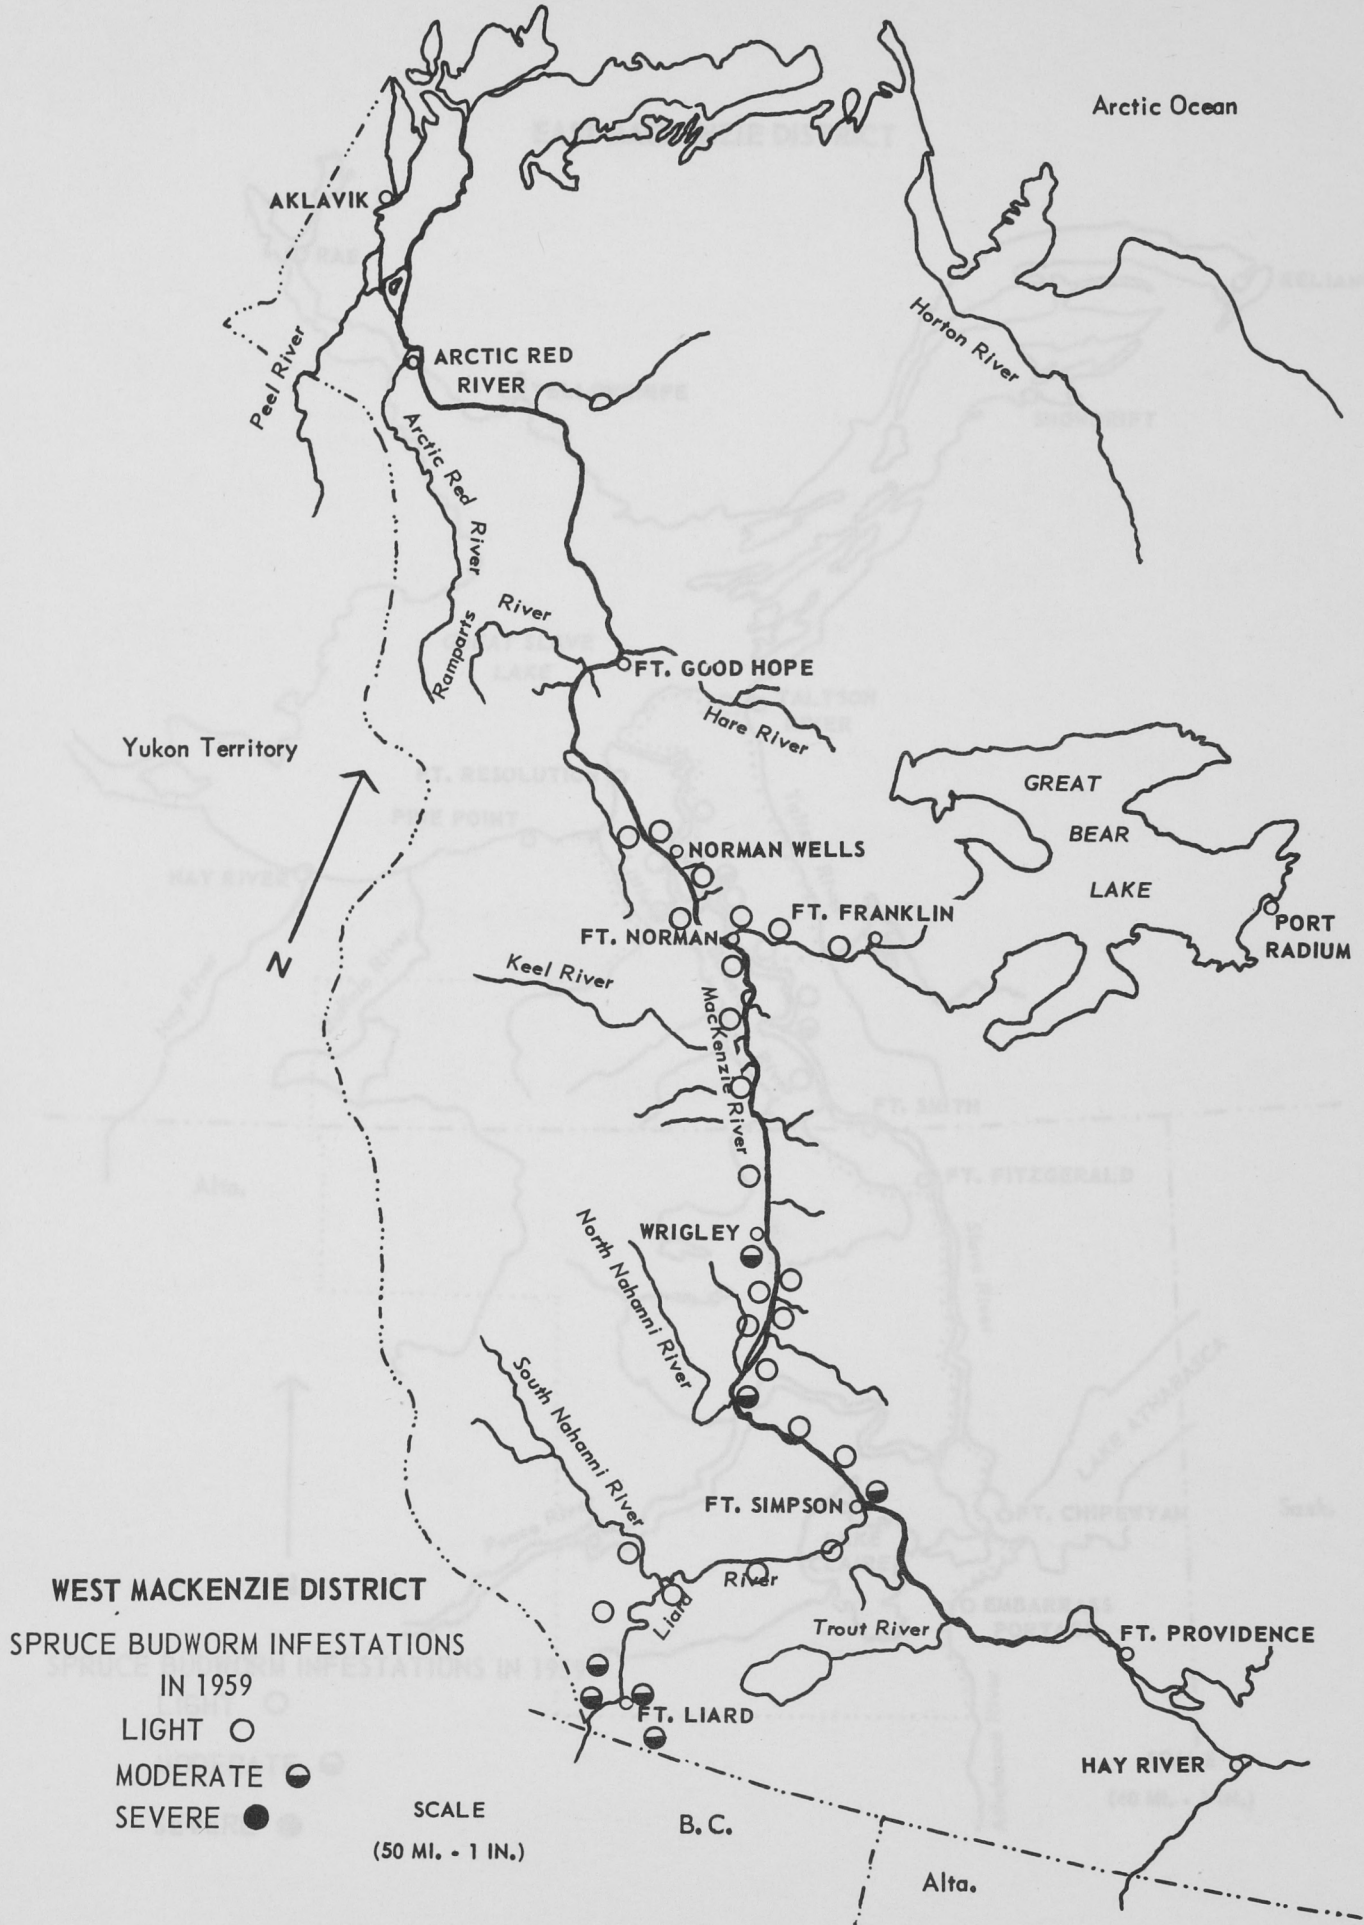 Arctic Ocean
AKLAVIK
Peel River
ARCTIC RED
RIVER
Arctic Red River
Horton River
Ramparts River
FT. GOOD HOPE
Hare River
Yukon Territory
N
GREAT
BEAR
LAKE
NORMAN WELLS
FT. FRANKLIN
FT. NORMAN
PORT
RADIUM
Keel River
MacKenzie River
WRIGLEY
North Nahanni River
South Nahanni River
FT. SIMPSON
Liard River
Trout River
FT. PROVIDENCE
FT. LIARD
HAY RIVER
WEST MACKENZIE DISTRICT
SPRUCE BUDWORM INFESTATIONS
IN 1959
LIGHT
MODERATE
SEVERE
SCALE
(50 MI. - 1 IN.)
B.C.
Alta.